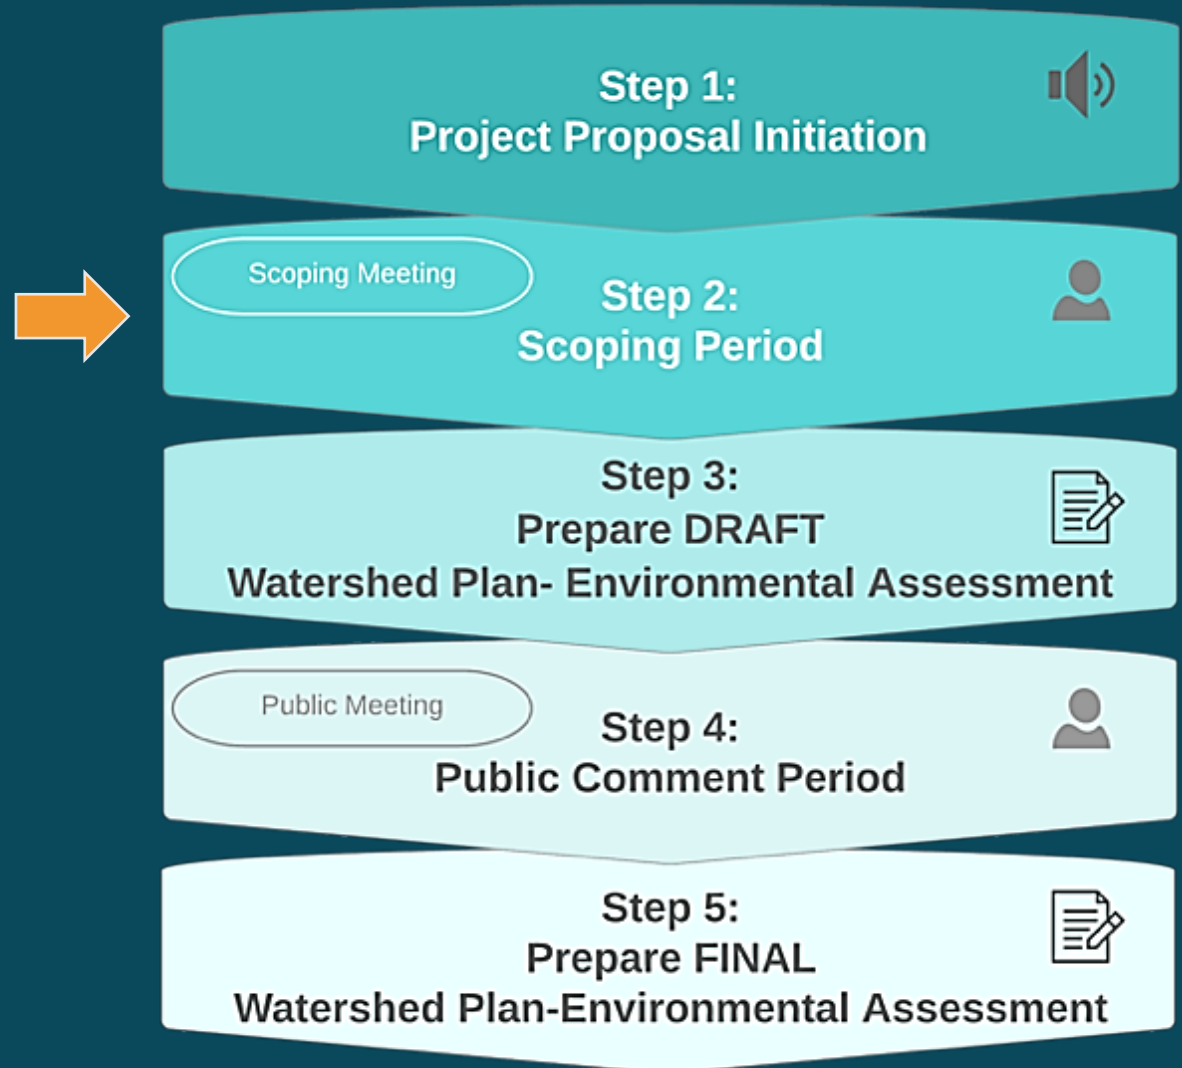 Step 1:
Project Proposal Initiation
Scoping Meeting
Step 2:
Scoping Period
Step 3:
Prepare DRAFT
Watershed Plan- Environmental Assessment
Public Meeting
Step 4:
Public Comment Period
Step 5:
Prepare FINAL
Watershed Plan-Environmental Assessment